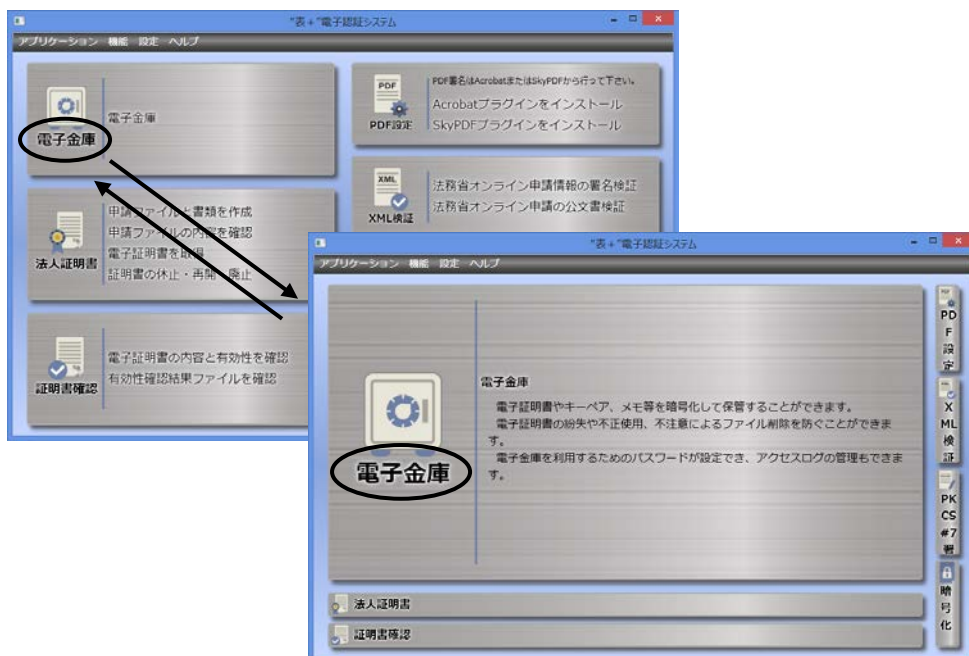 "表+"電子認証システム
アプリケーション 機能 設定 ヘルプ
電子金庫
電子金庫
PDF
PDF設定
PDF署名はAcrobatまたはSkyPDFから行って下さい。
Acrobatプラグインをインストール
SkyPDFプラグインをインストール
法人証明書
申請ファイルと書類を作成
申請ファイルの内容を確認
電子証明書を取得
証明書の休止・再開・廃止
XML
XML検証
法務省オンライン申請情報の署名検証
法務省オンライン申請の公文書検証
証明書確認
電子証明書の内容と有効性を確認
有効性確認結果ファイルを確認
"表+"電子認証システム
アプリケーション 機能 設定 ヘルプ
電子金庫
電子金庫
電子証明書やキーペア、メモ等を暗号化して保管することができます。
電子証明書の紛失や不正使用、不注意によるファイル削除を防ぐことができま
す。
電子金庫を利用するためのパスワードが設定でき、アクセスログの管理もできま
す。
法人証明書
証明書確認
PD
F
設
定
X
ML
検
証
PK
CS
#7
署
暗
号
化